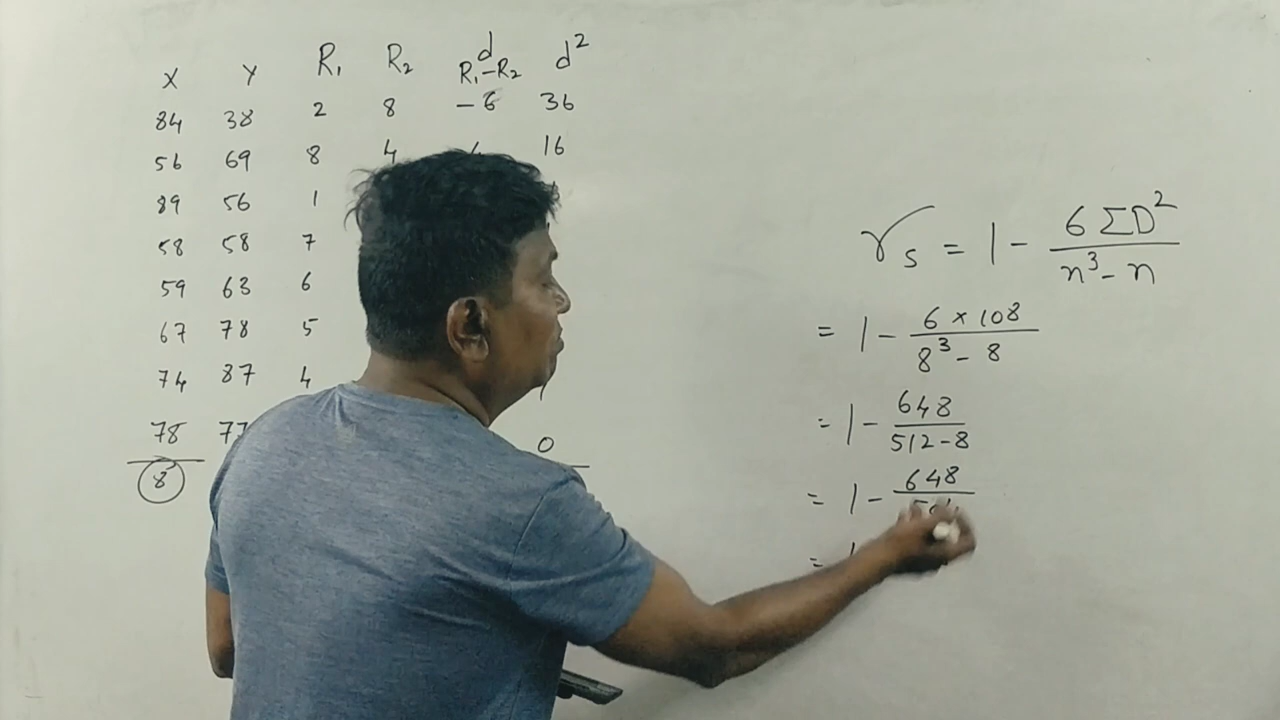 X Y R₁ R₂ d R₁-R₂ d²
84 38 2 8 -6 36
56 69 8 4 16
89 56 1
58 58 7
59 63 6
67 78 5
74 87 4
78 77 0
8
rₛ = 1 - 6ΣD² / n³ - n
= 1 - 6 × 108 / 8³ - 8
= 1 - 648 / 512 - 8
= 1 - 648
=